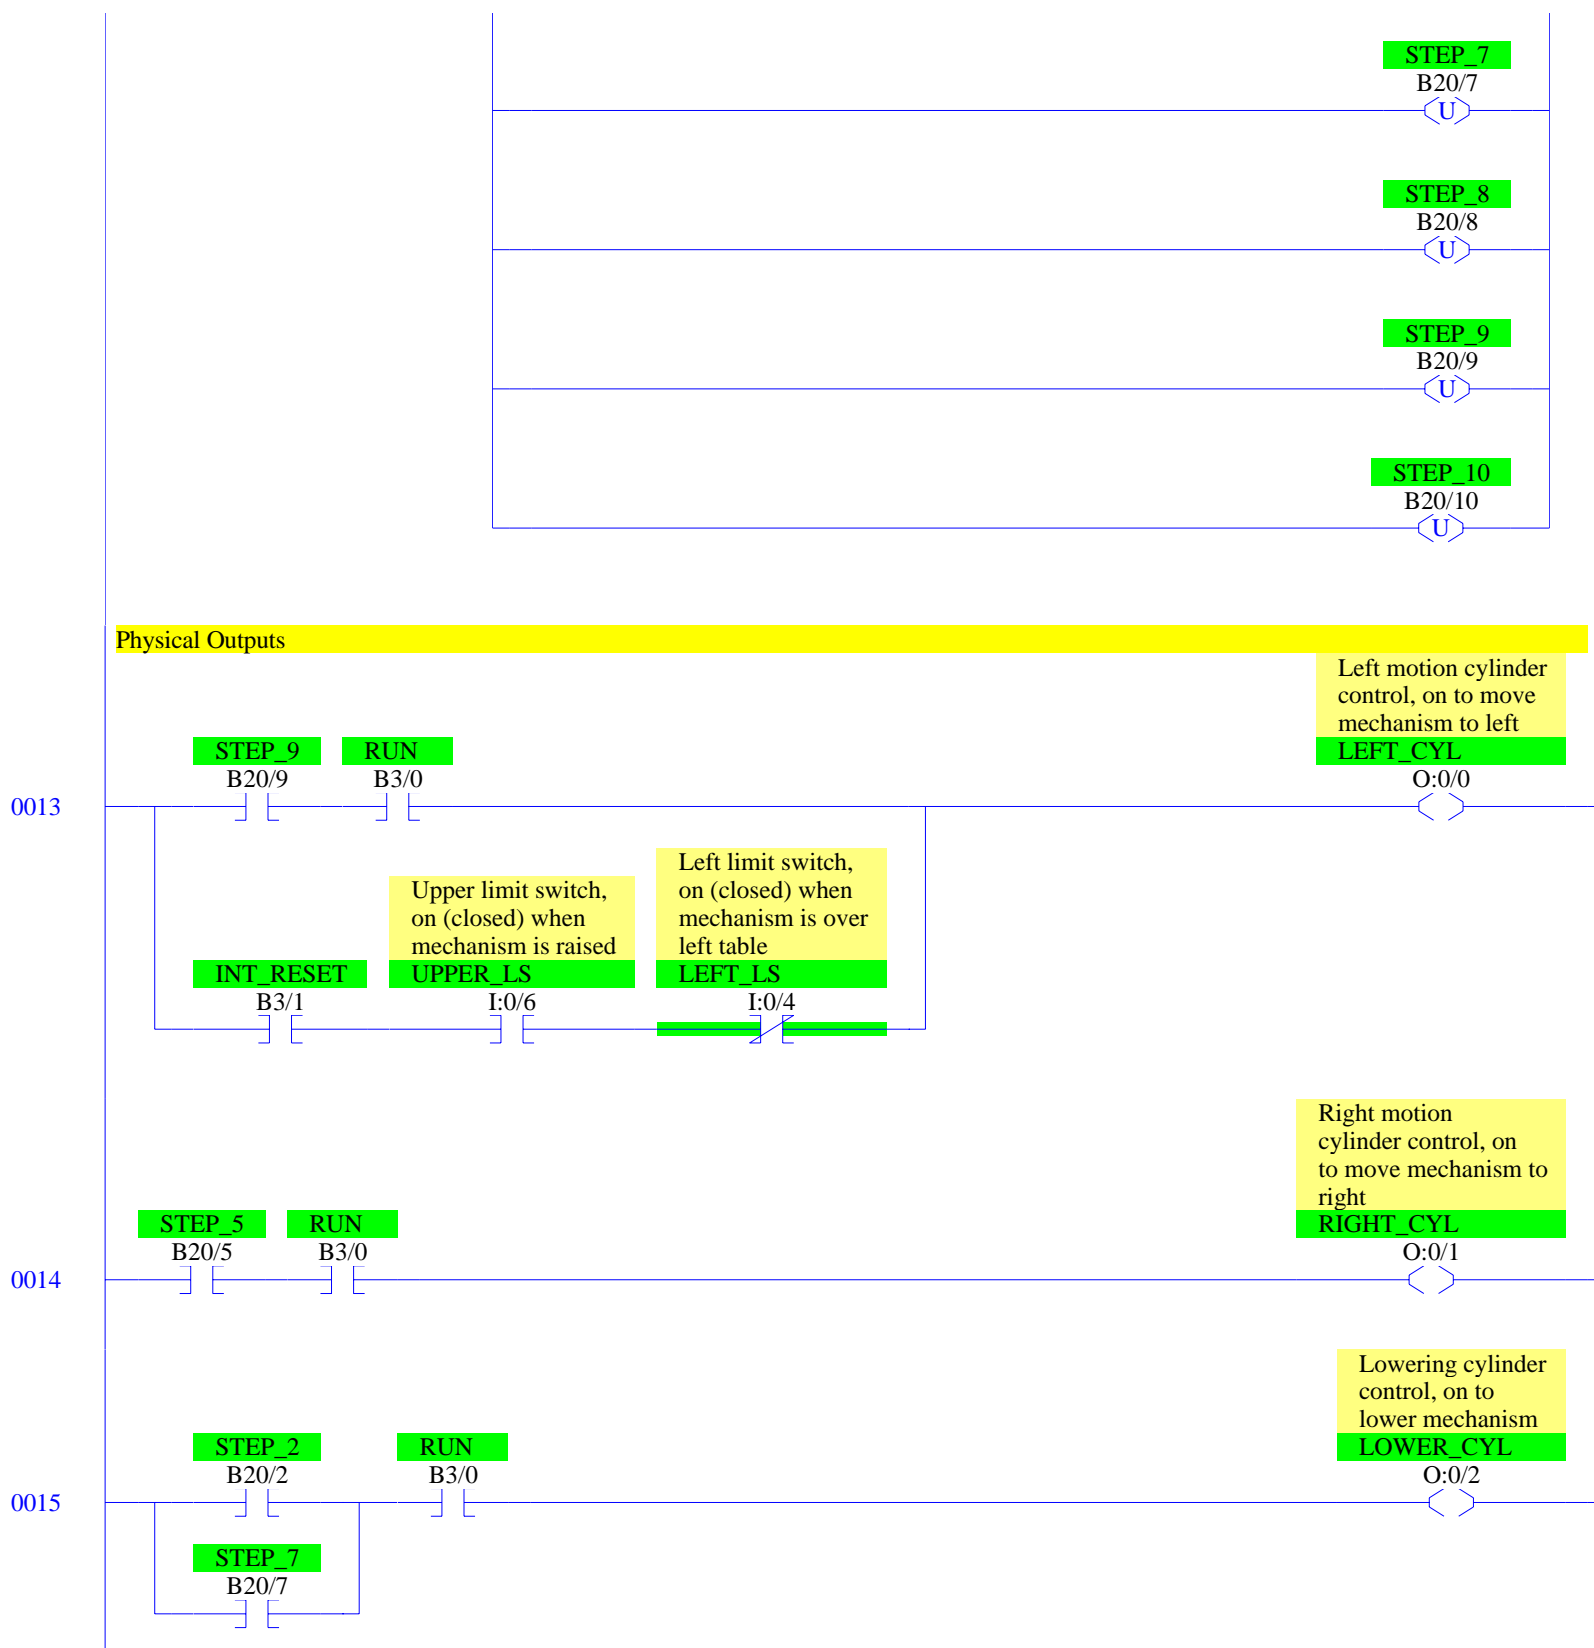 STEP_7
B20/7
U
STEP_8
B20/8
U
STEP_9
B20/9
U
STEP_10
B20/10
U
Physical Outputs
Left motion cylinder
control, on to move
mechanism to left
STEP_9 RUN LEFT_CYL
B20/9 B3/0 O:0/0
0013
Left limit switch,
on (closed) when
mechanism is over
left table
Upper limit switch,
on (closed) when
mechanism is raised
INT_RESET UPPER_LS LEFT_LS
B3/1 I:0/6 I:0/4
Right motion
cylinder control, on
to move mechanism to
right
STEP_5 RUN RIGHT_CYL
B20/5 B3/0 O:0/1
0014
Lowering cylinder
control, on to
lower mechanism
STEP_2 RUN LOWER_CYL
B20/2 B3/0 O:0/2
0015
STEP_7
B20/7